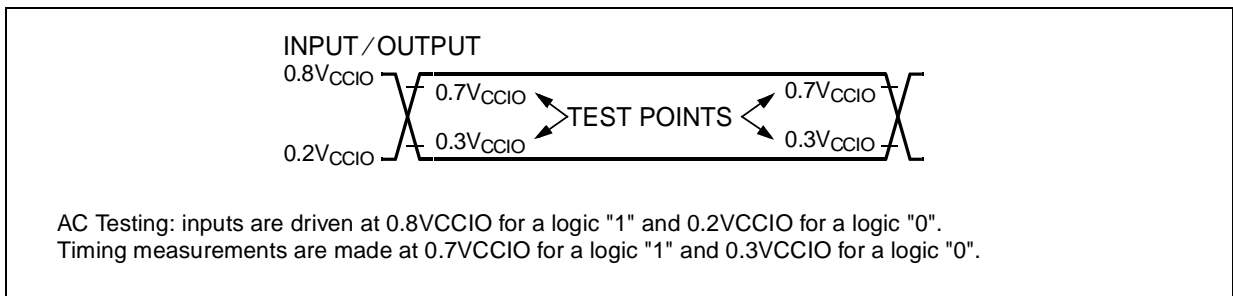 INPUT/OUTPUT
0.8VCCIO
0.7VCCIO
0.7VCCIO
TEST POINTS
0.3VCCIO
0.3VCCIO
0.2VCCIO
AC Testing: inputs are driven at 0.8VCCIO for a logic "1" and 0.2VCCIO for a logic "0".
Timing measurements are made at 0.7VCCIO for a logic "1" and 0.3VCCIO for a logic "0".